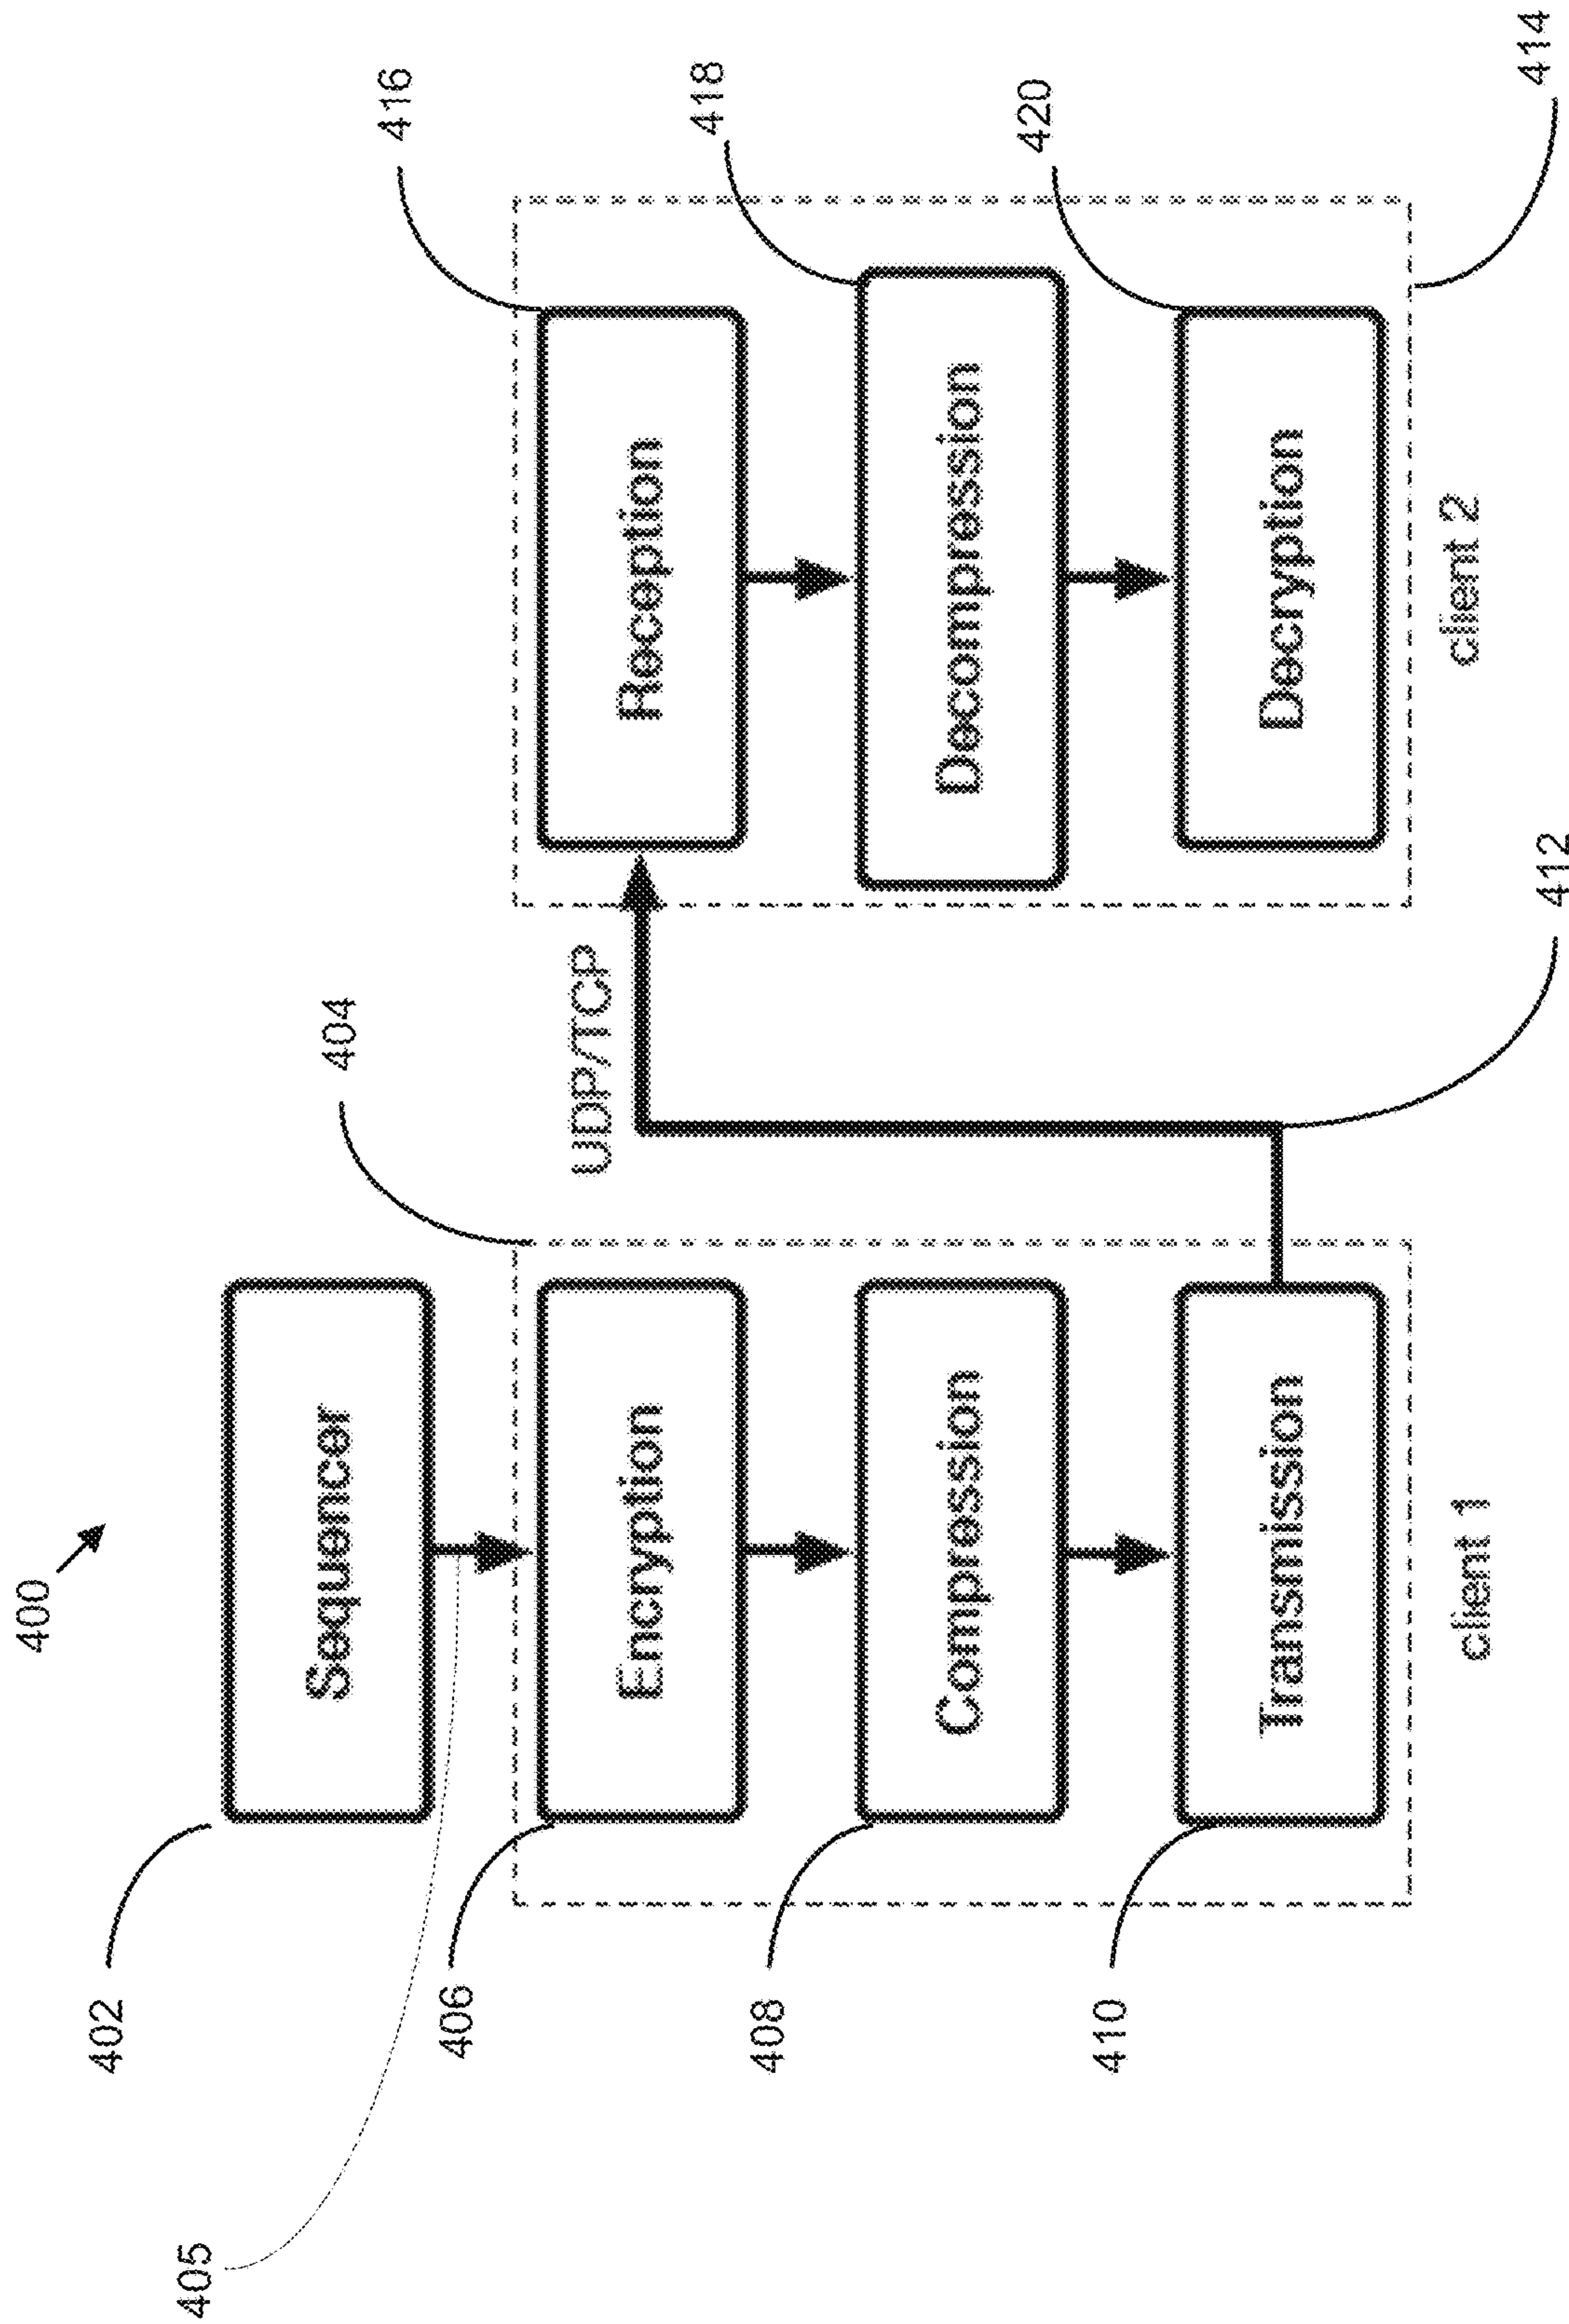 400
402
Sequencer
405
404
406
Encryption
408
Compression
410
Transmission
client 1
UDP/TCP
412
416
Reception
418
Decompression
420
Decryption
client 2
414